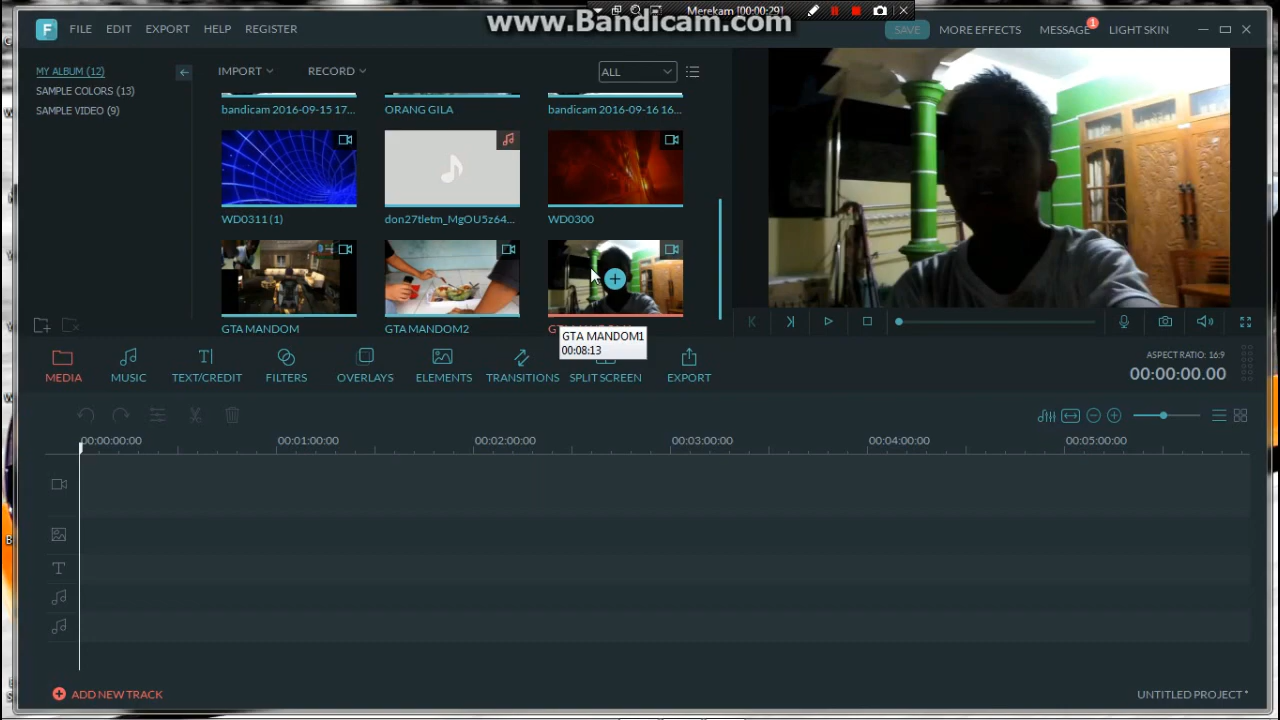 Merekam [00:00:29]
www.Bandicam.com
FILE EDIT EXPORT HELP REGISTER
SAVE MORE EFFECTS MESSAGE 1 LIGHT SKIN
MY ALBUM (12)
SAMPLE COLORS (13)
SAMPLE VIDEO (9)
IMPORT RECORD ALL
bandicam 2016-09-15 17... ORANG GILA bandicam 2016-09-16 16...
WD0311 (1) don27tletm_MgOU5z64... WD0300
GTA MANDOM GTA MANDOM2
GTA MANDOM1
00:08:13
MEDIA MUSIC TEXT/CREDIT FILTERS OVERLAYS ELEMENTS TRANSITIONS SPLIT SCREEN EXPORT
ASPECT RATIO: 16:9
00:00:00.00
00:00:00:00 00:01:00:00 00:02:00:00 00:03:00:00 00:04:00:00 00:05:00:00
ADD NEW TRACK
UNTITLED PROJECT *